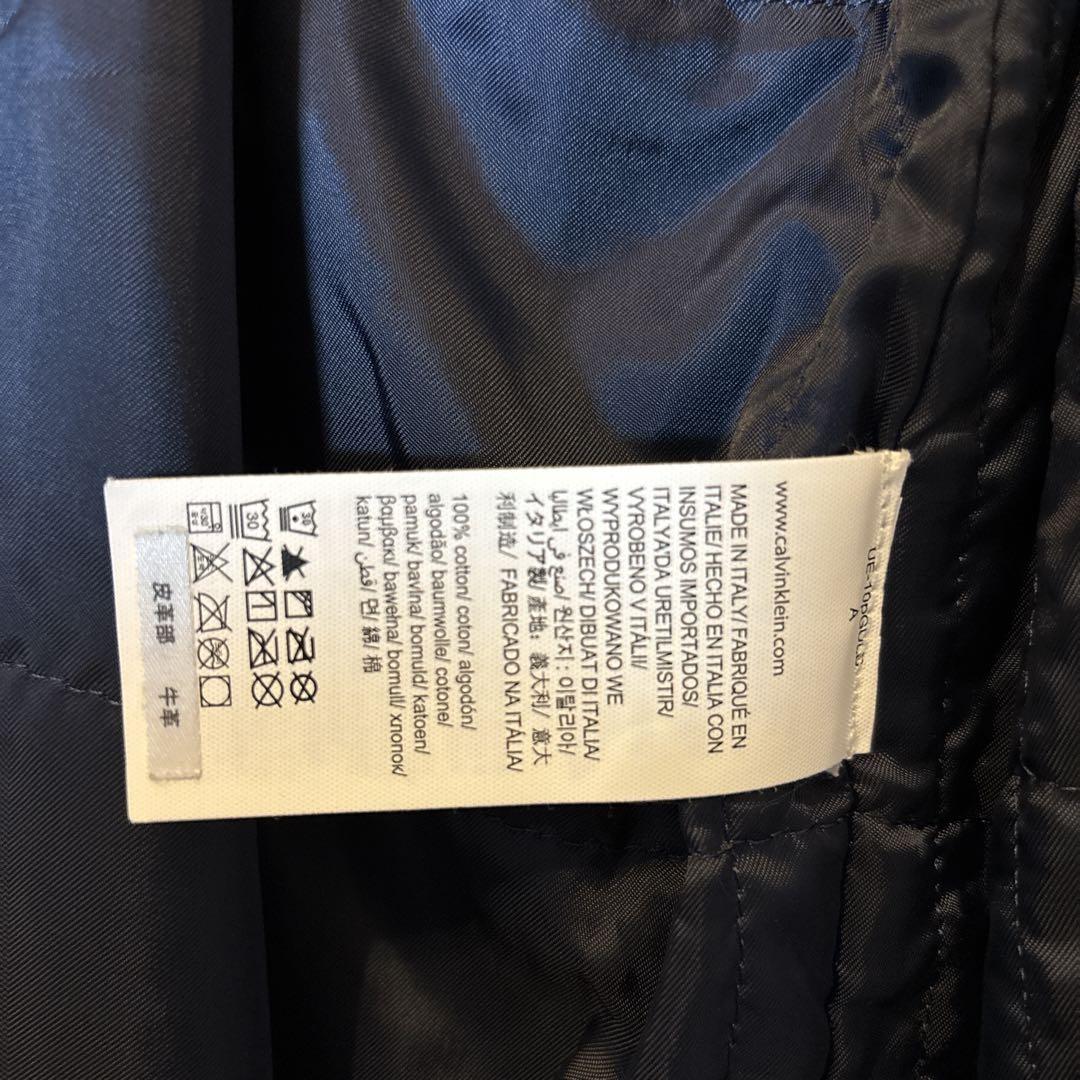 A
www.calvinklein.com
MADE IN ITALY/ FABRIQUÉ EN
ITALIE/ HECHO EN ITALIA CON
INSUMOS IMPORTADOS/
ITALYA'DA URETILMISTIR/
VYROBENO V ITÁLII/
WYPRODUKOWANO WE
WŁOSZECH/ DIBUAT DI ITALIA/
صنع في إيطاليا/ 원산지: 이탈리아/
イタリア製/ 產地: 義大利/ 意大
利制造/ FABRICADO NA ITÁLIA/
100% cotton/ coton/ algodón/
algodão/ baumwolle/ cotone/
pamuk/ bavlna/ bomuld/ katoen/
βαμβακι/ bawełna/ bomull/ хлопок/
katun/ قطن/ 면/ 綿/ 棉
30
30
皮革部 牛革